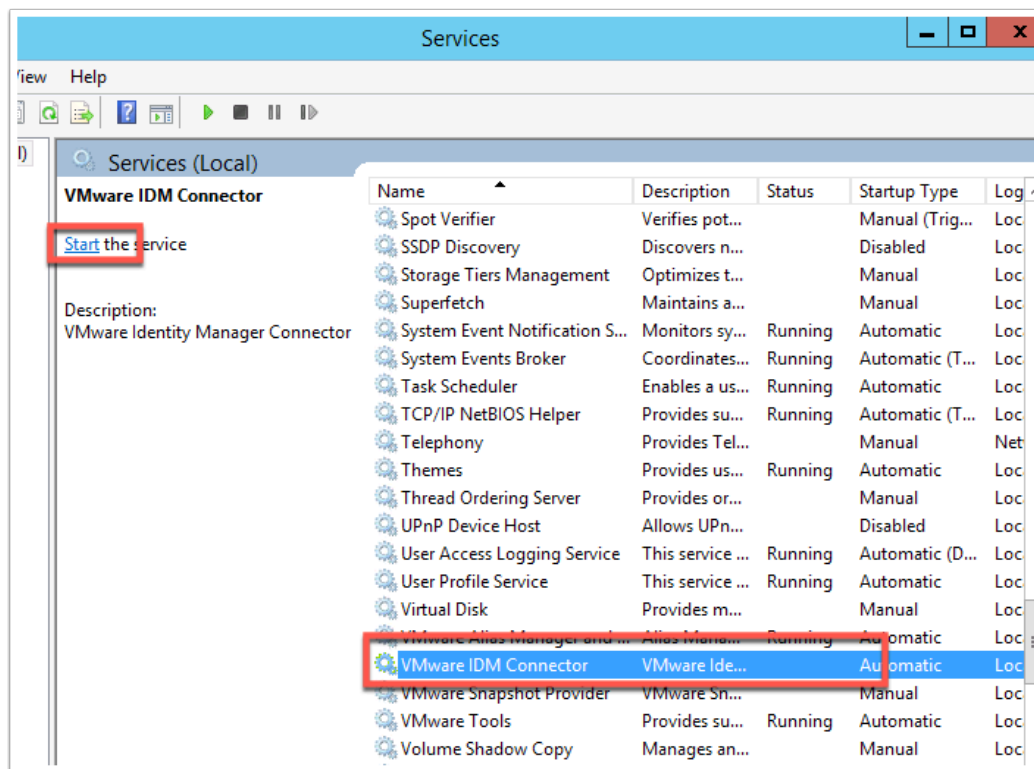 Services
View Help
l)
Services (Local)
VMware IDM Connector
Start the service
Description:
VMware Identity Manager Connector
Name Description Status Startup Type Log
Spot Verifier Verifies pot... Manual (Trig... Loc
SSDP Discovery Discovers n... Disabled Loc
Storage Tiers Management Optimizes t... Manual Loc
Superfetch Maintains a... Manual Loc
System Event Notification S... Monitors sy... Running Automatic Loc
System Events Broker Coordinates... Running Automatic (T... Loc
Task Scheduler Enables a us... Running Automatic Loc
TCP/IP NetBIOS Helper Provides su... Running Automatic (T... Loc
Telephony Provides Tel... Manual Net
Themes Provides us... Running Automatic Loc
Thread Ordering Server Provides or... Manual Loc
UPnP Device Host Allows UPn... Disabled Loc
User Access Logging Service This service ... Running Automatic (D... Loc
User Profile Service This service ... Running Automatic Loc
Virtual Disk Provides m... Manual Loc
VMware Alias Manager and ... Alias Mana... Running Automatic Loc
VMware IDM Connector VMware Ide... Automatic Loc
VMware Snapshot Provider VMware Sn... Manual Loc
VMware Tools Provides su... Running Automatic Loc
Volume Shadow Copy Manages an... Manual Loc